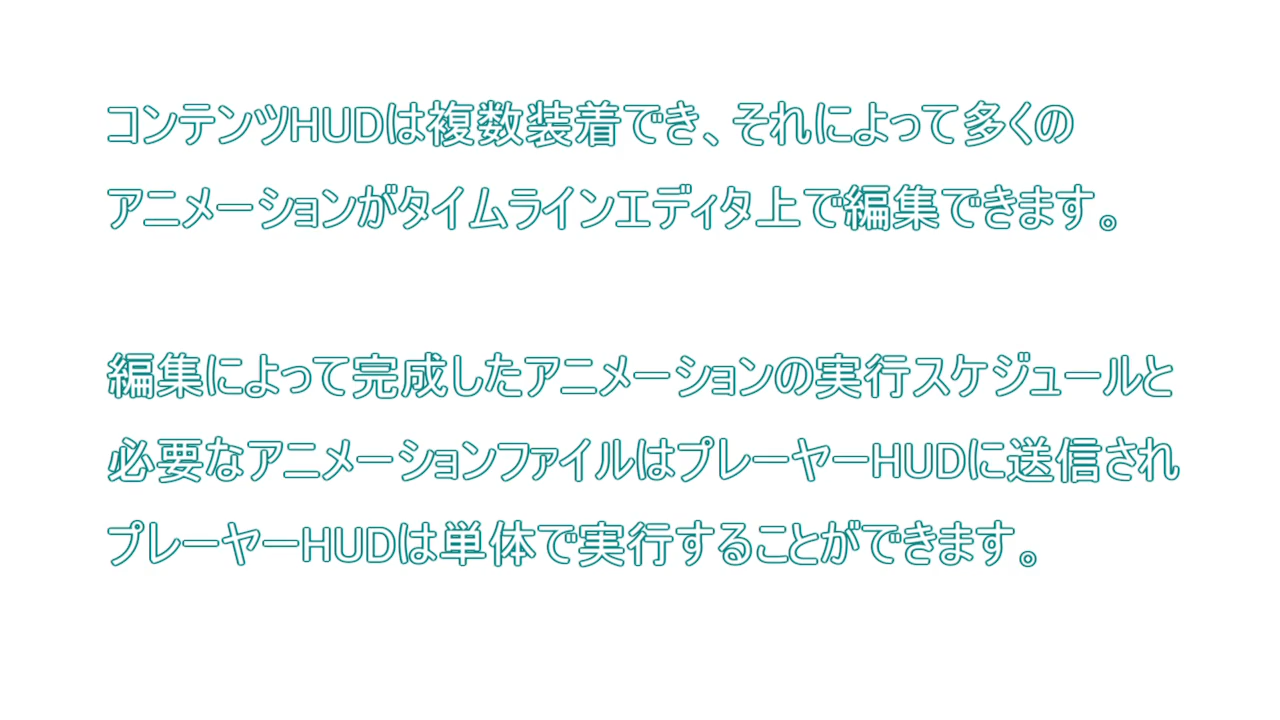 コンテンツHUDは複数装着でき、それによって多くの
アニメーションがタイムラインエディタ上で編集できます。
編集によって完成したアニメーションの実行スケジュールと
必要なアニメーションファイルはプレーヤーHUDに送信され
プレーヤーHUDは単体で実行することができます。